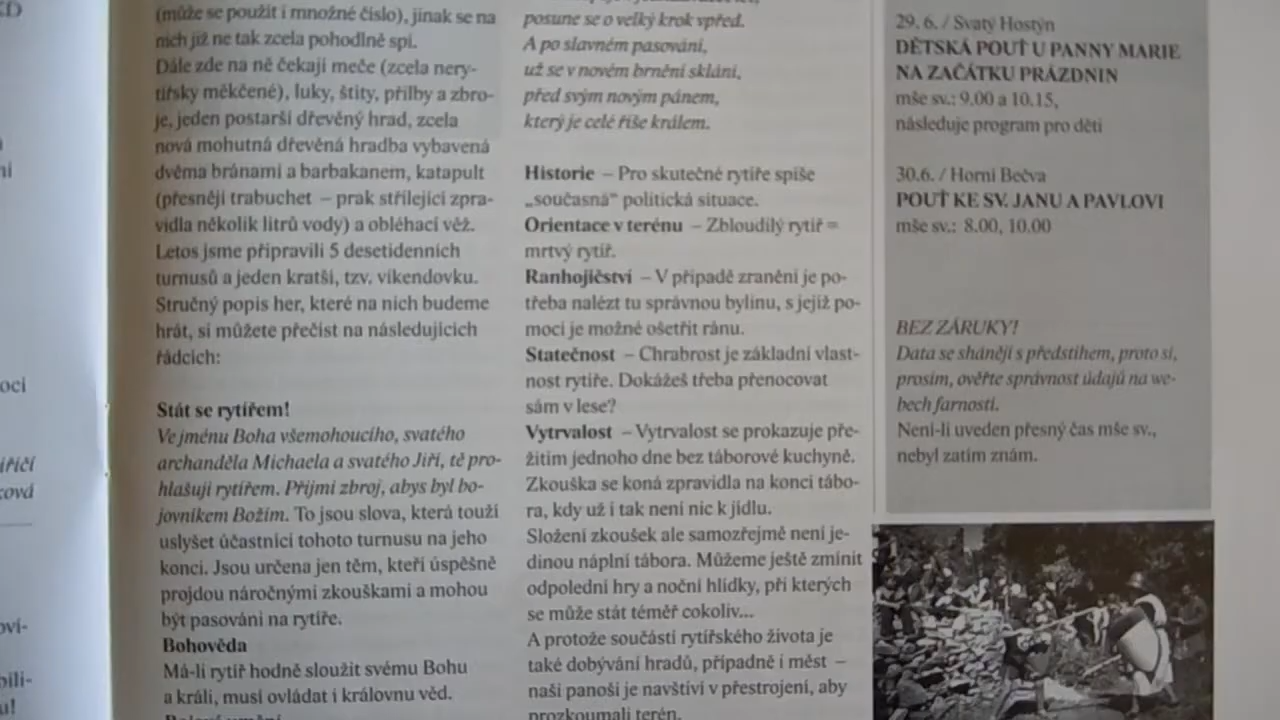 (může se použít i množné číslo), jinak se na
nich již ne tak zcela pohodlně spí.
Dále zde na ně čekají meče (zcela nery-
tířsky měkčené), luky, štíty, přilby a zbro-
je, jeden postarší dřevěný hrad, zcela
nová mohutná dřevěná hradba vybavená
dvěma bránami a barbakanem, katapult
(přesněji trabuchet – prak střílející zpra-
vidla několik litrů vody) a obléhací věž.
Letos jsme připravili 5 desetidenních
turnusů a jeden kratší, tzv. víkendovku.
Stručný popis her, které na nich budeme
hrát, si můžete přečíst na následujících
řádcích:
Stát se rytířem!
Ve jménu Boha všemohoucího, svatého
archanděla Michaela a svatého Jiří, tě pro-
hlašuji rytířem. Přijmi zbroj, abys byl bo-
jovníkem Božím. To jsou slova, která touží
uslyšet účastníci tohoto turnusu na jeho
konci. Jsou určena jen těm, kteří úspěšně
projdou náročnými zkouškami a mohou
být pasováni na rytíře.
Bohověda
Má-li rytíř hodně sloužit svému Bohu
a králi, musí ovládat i královnu věd.
posune se o velký krok vpřed.
A po slavném pasování,
už se v novém brnění sklání,
před svým novým pánem,
který je celé říše králem.
Historie – Pro skutečné rytíře spíše
„současná“ politická situace.
Orientace v terénu – Zbloudilý rytíř =
mrtvý rytíř.
Ranhojičství – V případě zranění je po-
třeba nalézt tu správnou bylinu, s jejíž po-
mocí je možné ošetřit ránu.
Statečnost – Chrabrost je základní vlast-
nost rytíře. Dokážeš třeba přenocovat
sám v lese?
Vytrvalost – Vytrvalost se prokazuje pře-
žitím jednoho dne bez táborové kuchyně.
Zkouška se koná zpravidla na konci tábo-
ra, kdy už i tak není nic k jídlu.
Složení zkoušek ale samozřejmě není je-
dinou náplní tábora. Můžeme ještě zmínit
odpolední hry a noční hlídky, při kterých
se může stát téměř cokoliv...
A protože součástí rytířského života je
také dobývání hradů, případně i měst –
naši panoši je navštíví v přestrojení, aby
prozkoumali terén.
29. 6. / Svatý Hostýn
DĚTSKÁ POUŤ U PANNY MARIE
NA ZAČÁTKU PRÁZDNIN
mše sv.: 9.00 a 10.15,
následuje program pro děti
30.6. / Horní Bečva
POUŤ KE SV. JANU A PAVLOVI
mše sv.: 8.00, 10.00
BEZ ZÁRUKY!
Data se shánějí s předstihem, proto si,
prosím, ověřte správnost údajů na we-
bech farností.
Není-li uveden přesný čas mše sv.,
nebyl zatím znám.